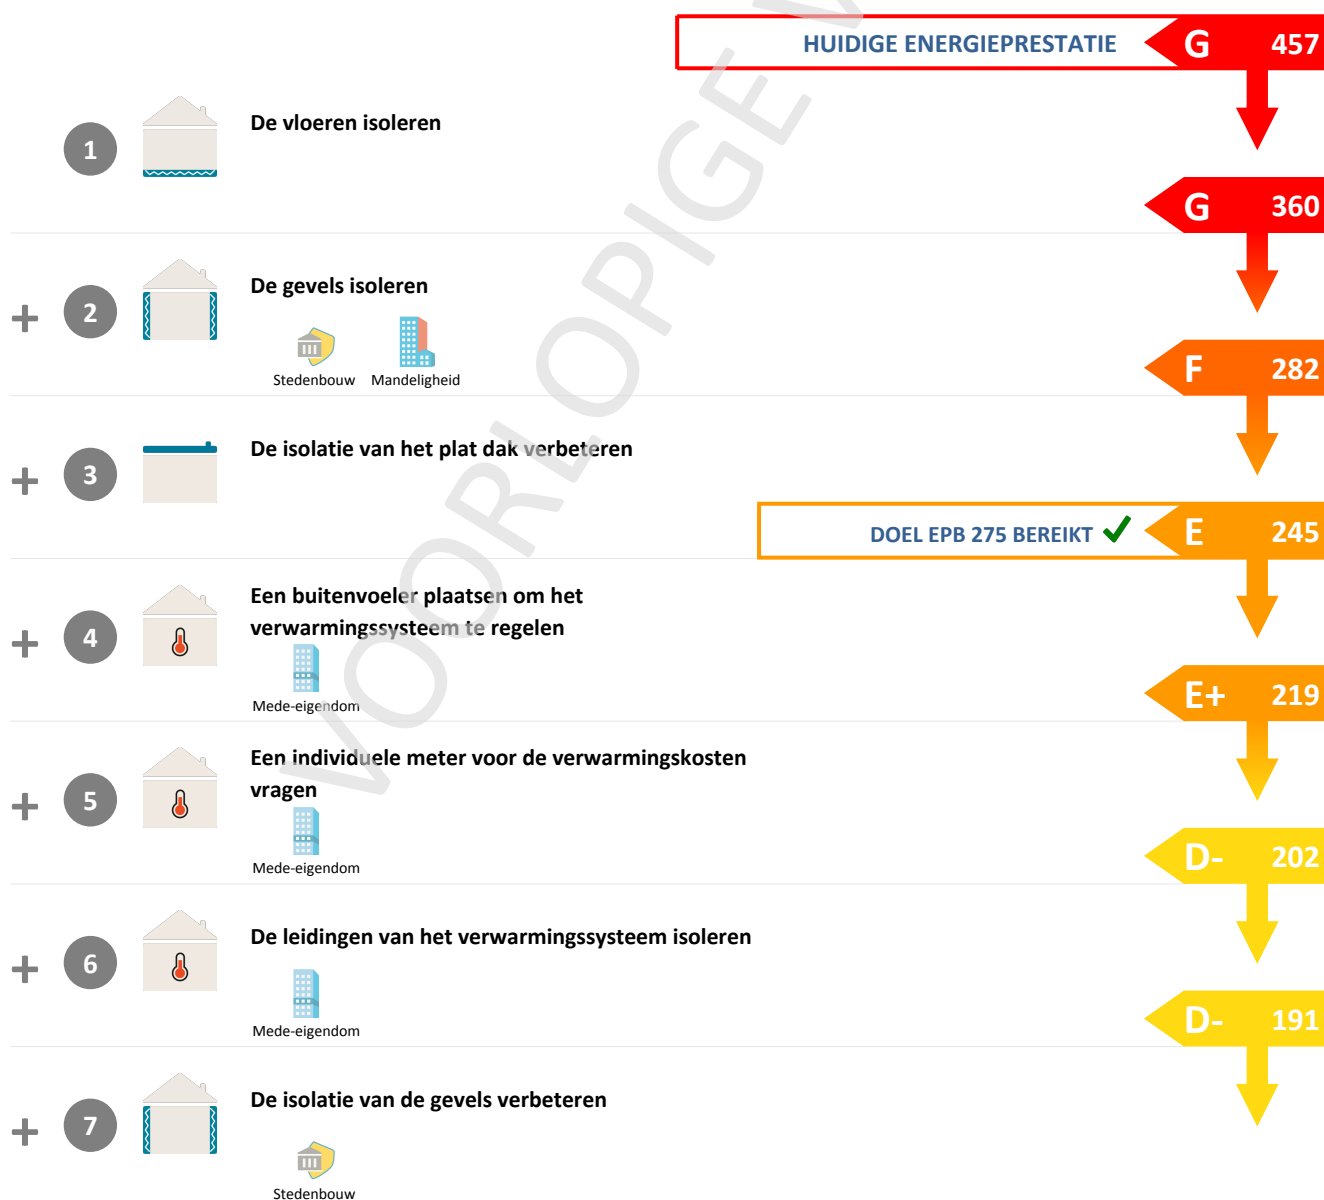 HUIDIGE ENERGIEPRESTATIE G 457
1 De vloeren isoleren
G 360
+ 2 De gevels isoleren
Stedenbouw Mandeligheid
F 282
+ 3 De isolatie van het plat dak verbeteren
DOEL EPB 275 BEREIKT E 245
+ 4 Een buitenvoeler plaatsen om het
verwarmingssysteem te regelen
Mede-eigendom
E+ 219
+ 5 Een individuele meter voor de verwarmingskosten
vragen
Mede-eigendom
D- 202
+ 6 De leidingen van het verwarmingssysteem isoleren
Mede-eigendom
D- 191
+ 7 De isolatie van de gevels verbeteren
Stedenbouw
VOORLOPIGE